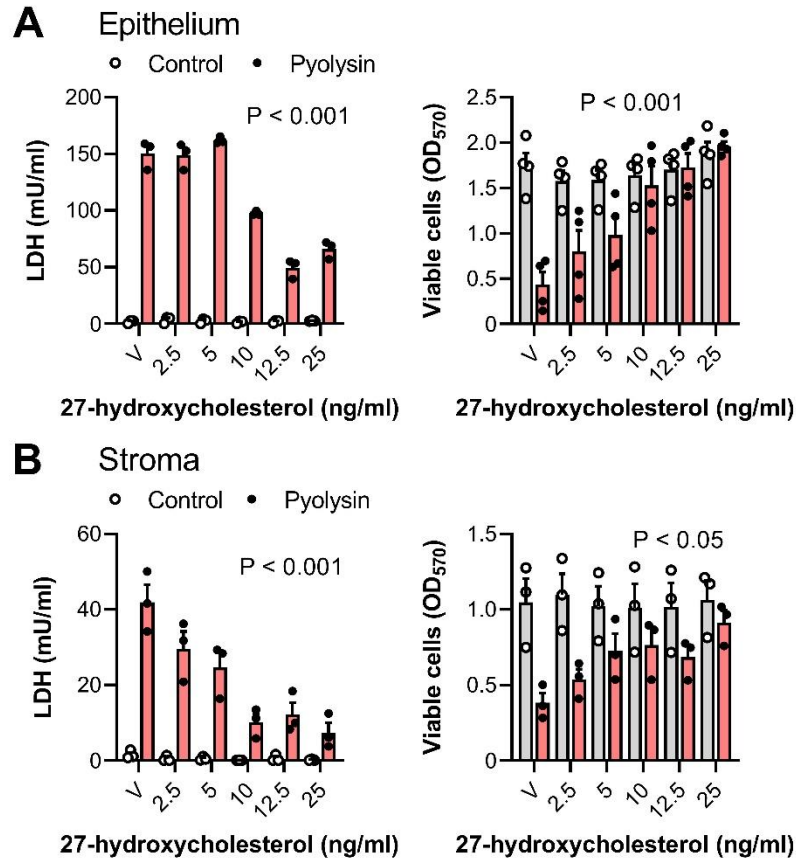 A Epithelium
Control Pyolysin
LDH (mU/ml)
200
150
100
50
0
P < 0.001
V 2.5 5 10 12.5 25
27-hydroxycholesterol (ng/ml)
Viable cells (OD570)
2.5
2.0
1.5
1.0
0.5
0
P < 0.001
V 2.5 5 10 12.5 25
27-hydroxycholesterol (ng/ml)
B Stroma
Control Pyolysin
LDH (mU/ml)
60
40
20
0
P < 0.001
V 2.5 5 10 12.5 25
27-hydroxycholesterol (ng/ml)
Viable cells (OD570)
1.5
1.0
0.5
0
P < 0.05
V 2.5 5 10 12.5 25
27-hydroxycholesterol (ng/ml)